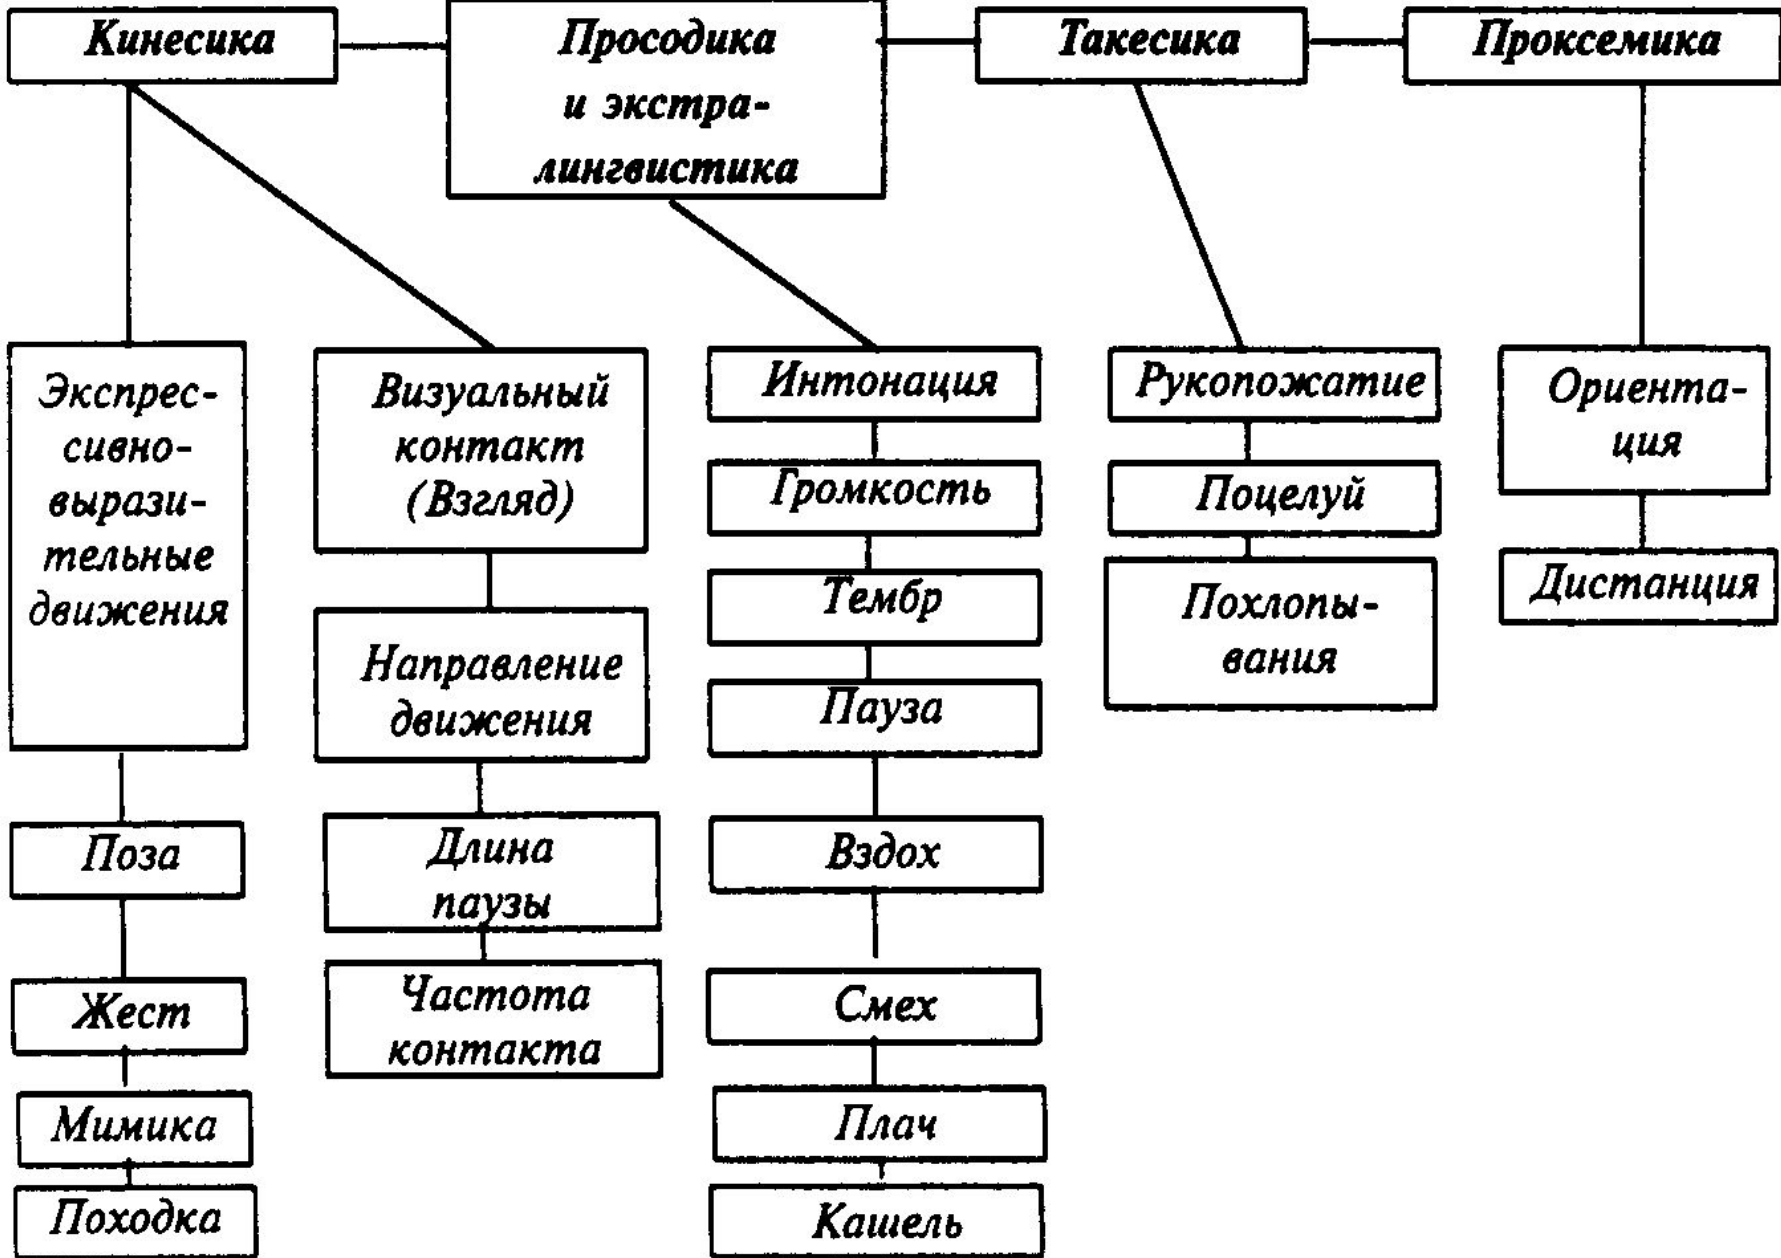 Кинесика
Просодика
и экстра-
лингвистика
Такесика
Проксемика
Экспрес-
сивно-
вырази-
тельные
движения
Поза
Жест
Мимика
Походка
Визуальный
контакт
(Взгляд)
Направление
движения
Длина
паузы
Частота
контакта
Интонация
Громкость
Тембр
Пауза
Вздох
Смех
Плач
Кашель
Рукопожатие
Поцелуй
Похлопы-
вания
Ориента-
ция
Дистанция